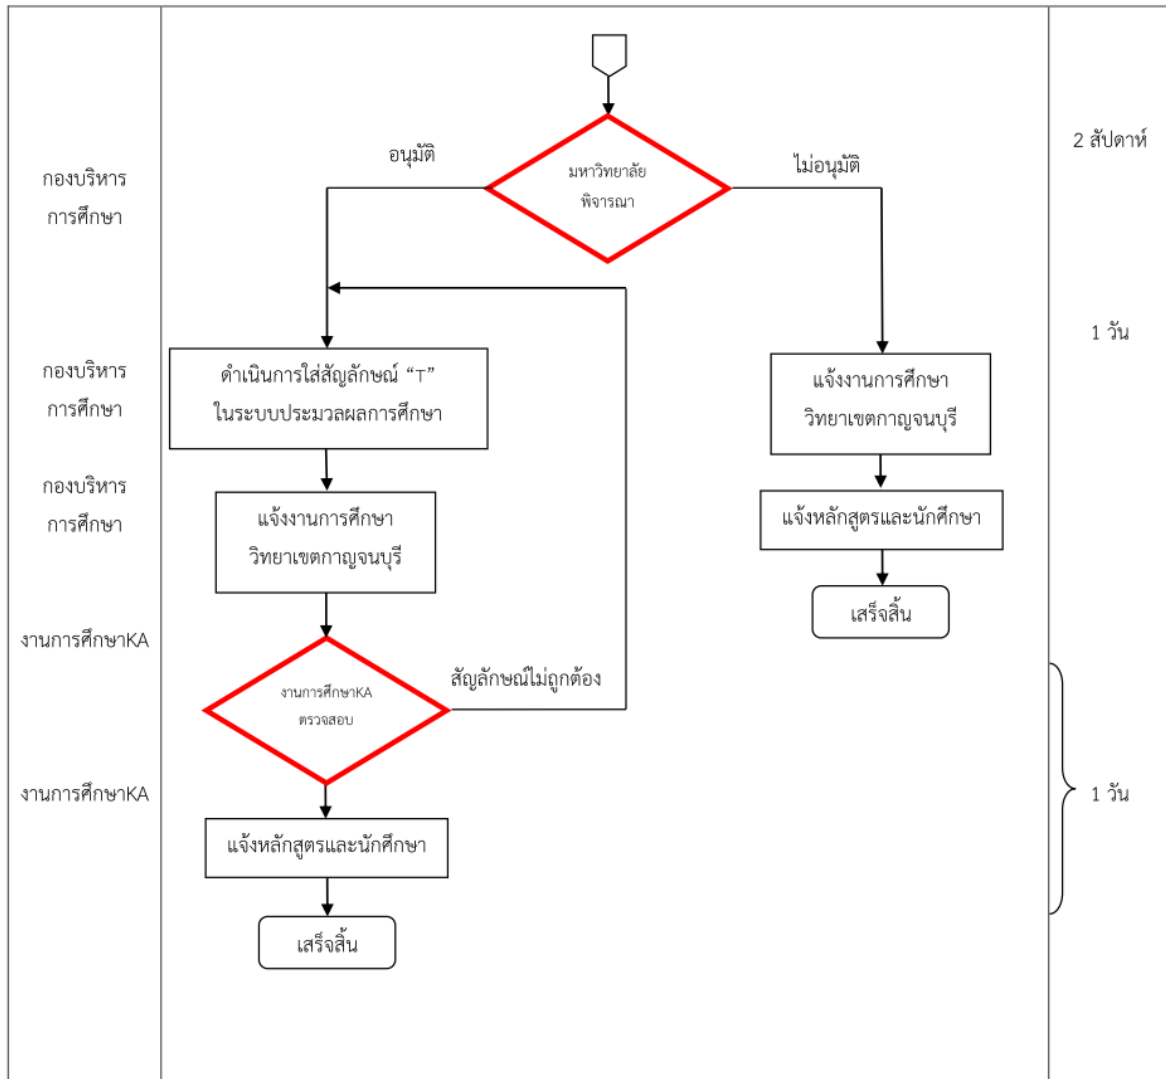 2 สัปดาห์
อนุมัติ
ไม่อนุมัติ
มหาวิทยาลัย
พิจารณา
กองบริหาร
การศึกษา
1 วัน
กองบริหาร
การศึกษา
ดำเนินการใส่สัญลักษณ์ “T”
ในระบบประมวลผลการศึกษา
แจ้งงานการศึกษา
วิทยาเขตกาญจนบุรี
กองบริหาร
การศึกษา
แจ้งงานการศึกษา
วิทยาเขตกาญจนบุรี
แจ้งหลักสูตรและนักศึกษา
เสร็จสิ้น
งานการศึกษาKA
สัญลักษณ์ไม่ถูกต้อง
งานการศึกษาKA
ตรวจสอบ
งานการศึกษาKA
1 วัน
แจ้งหลักสูตรและนักศึกษา
เสร็จสิ้น